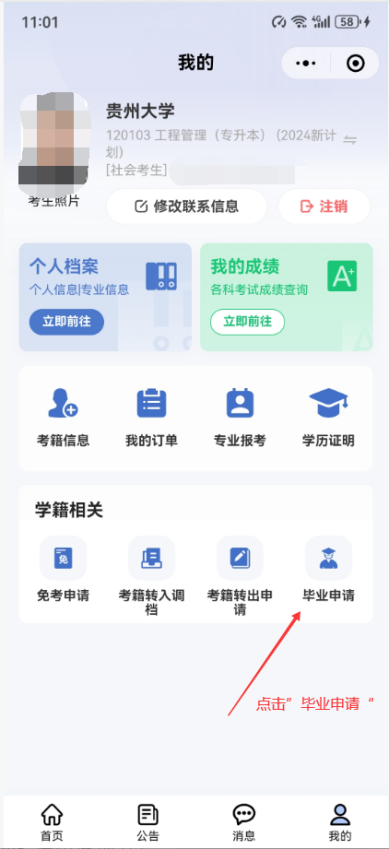 11:01
4G
58
我的
贵州大学
120103 工程管理（专升本）(2024新计
划)
[社会考生]
考生照片
修改联系信息
注销
个人档案
个人信息|专业信息
立即前往
我的成绩
各科考试成绩查询
立即前往
A+
考籍信息
我的订单
专业报考
学历证明
学籍相关
免
免考申请
考籍转入调
档
考籍转出申
请
毕业申请
点击”毕业申请“
首页
公告
消息
我的